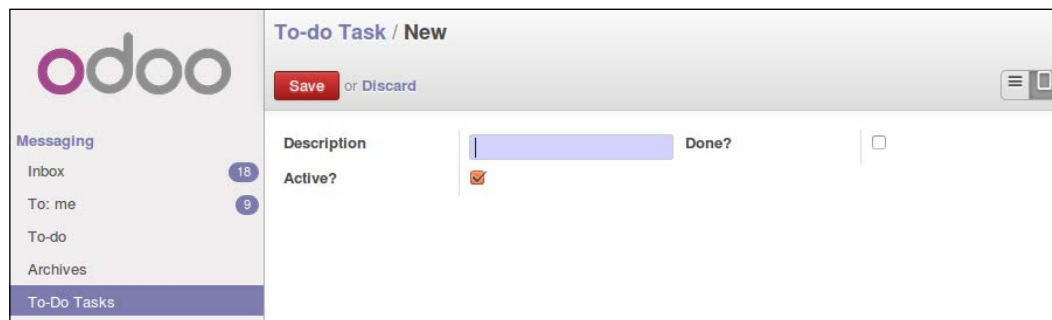 odoo
Messaging
Inbox 18
To: me 9
To-do
Archives
To-Do Tasks
To-do Task / New
Save or Discard
Description Done?
Active?